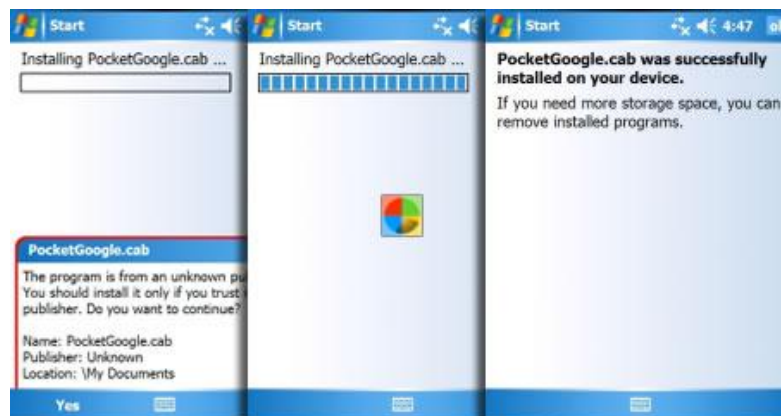 Start
Installing PocketGoogle.cab ...
PocketGoogle.cab
The program is from an unknown
You should install it only if you trust
publisher. Do you want to continue?
Name: PocketGoogle.cab
Publisher: Unknown
Location: \My Documents
Yes
Start
Installing PocketGoogle.cab ...
Start
4:47
PocketGoogle.cab was successfully
installed on your device.
If you need more storage space, you can
remove installed programs.